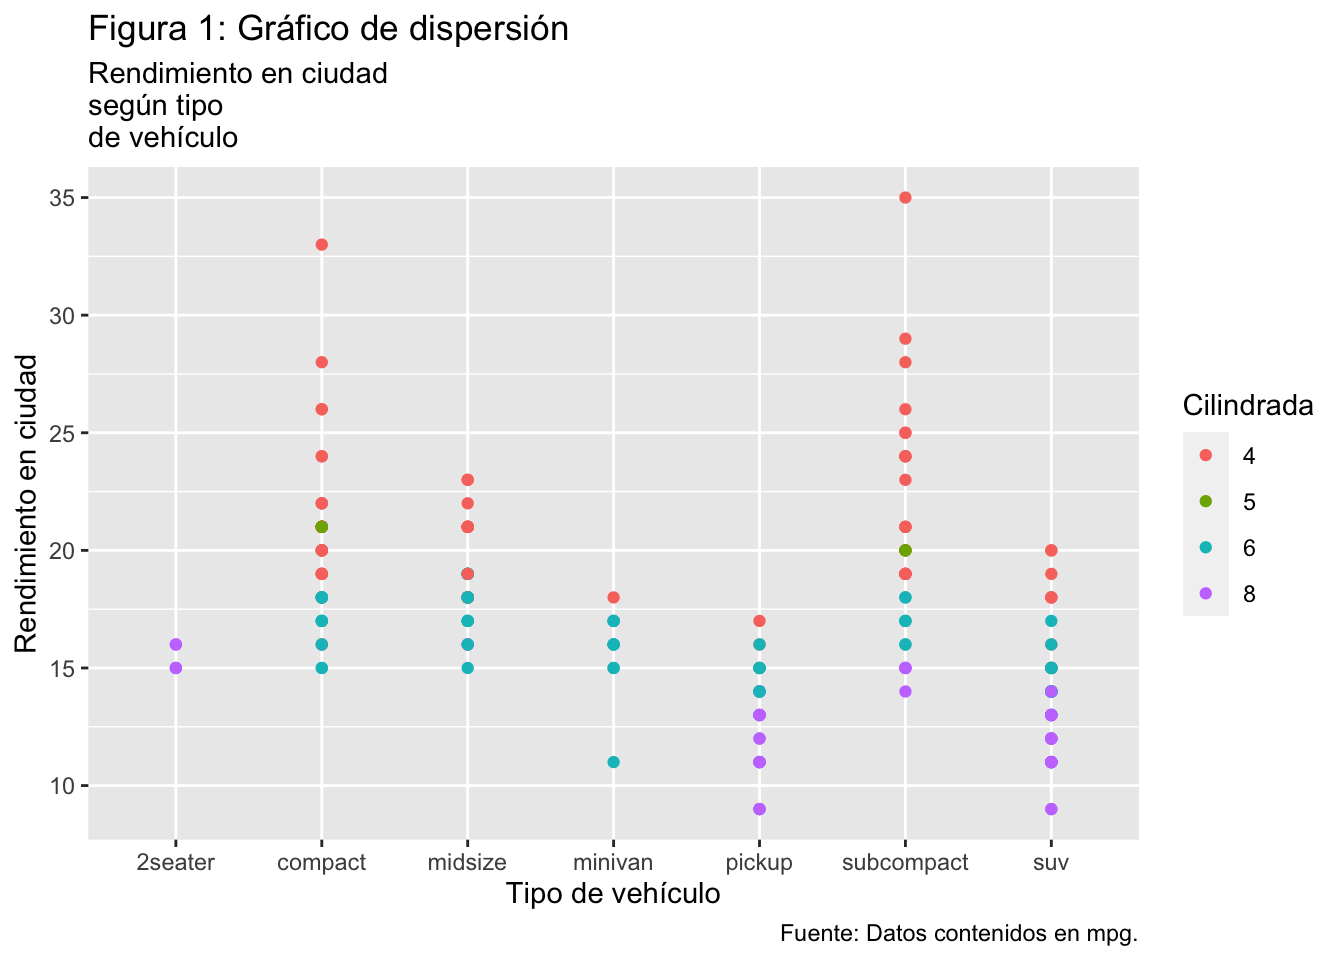 Figura 1: Gráfico de dispersión
Rendimiento en ciudad
según tipo
de vehículo
Rendimiento en ciudad
35
30
25
20
15
10
2seater compact midsize minivan pickup subcompact suv
Tipo de vehículo
Cilindrada
4
5
6
8
Fuente: Datos contenidos en mpg.